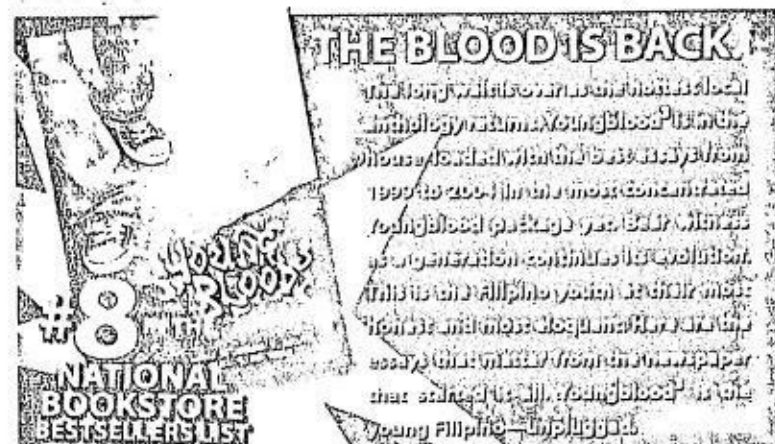 THE BLOOD IS BACK.
The long wait is over as the hottest local
anthology returns. Youngblood³ is in the
house, loaded with the best essays from
1999 to 2004 in the most concentrated
Youngblood package yet. Bear witness
as a generation continues its evolution.
This is the Filipino youth at their most
honest and most eloquent. Here are the
essays that matter from the newspaper
that started it all. Youngblood³ is the
young Filipino—unplugged.
YOUNG
BLOOD
#8 IN THE
NATIONAL
BOOKSTORE
BESTSELLERS LIST